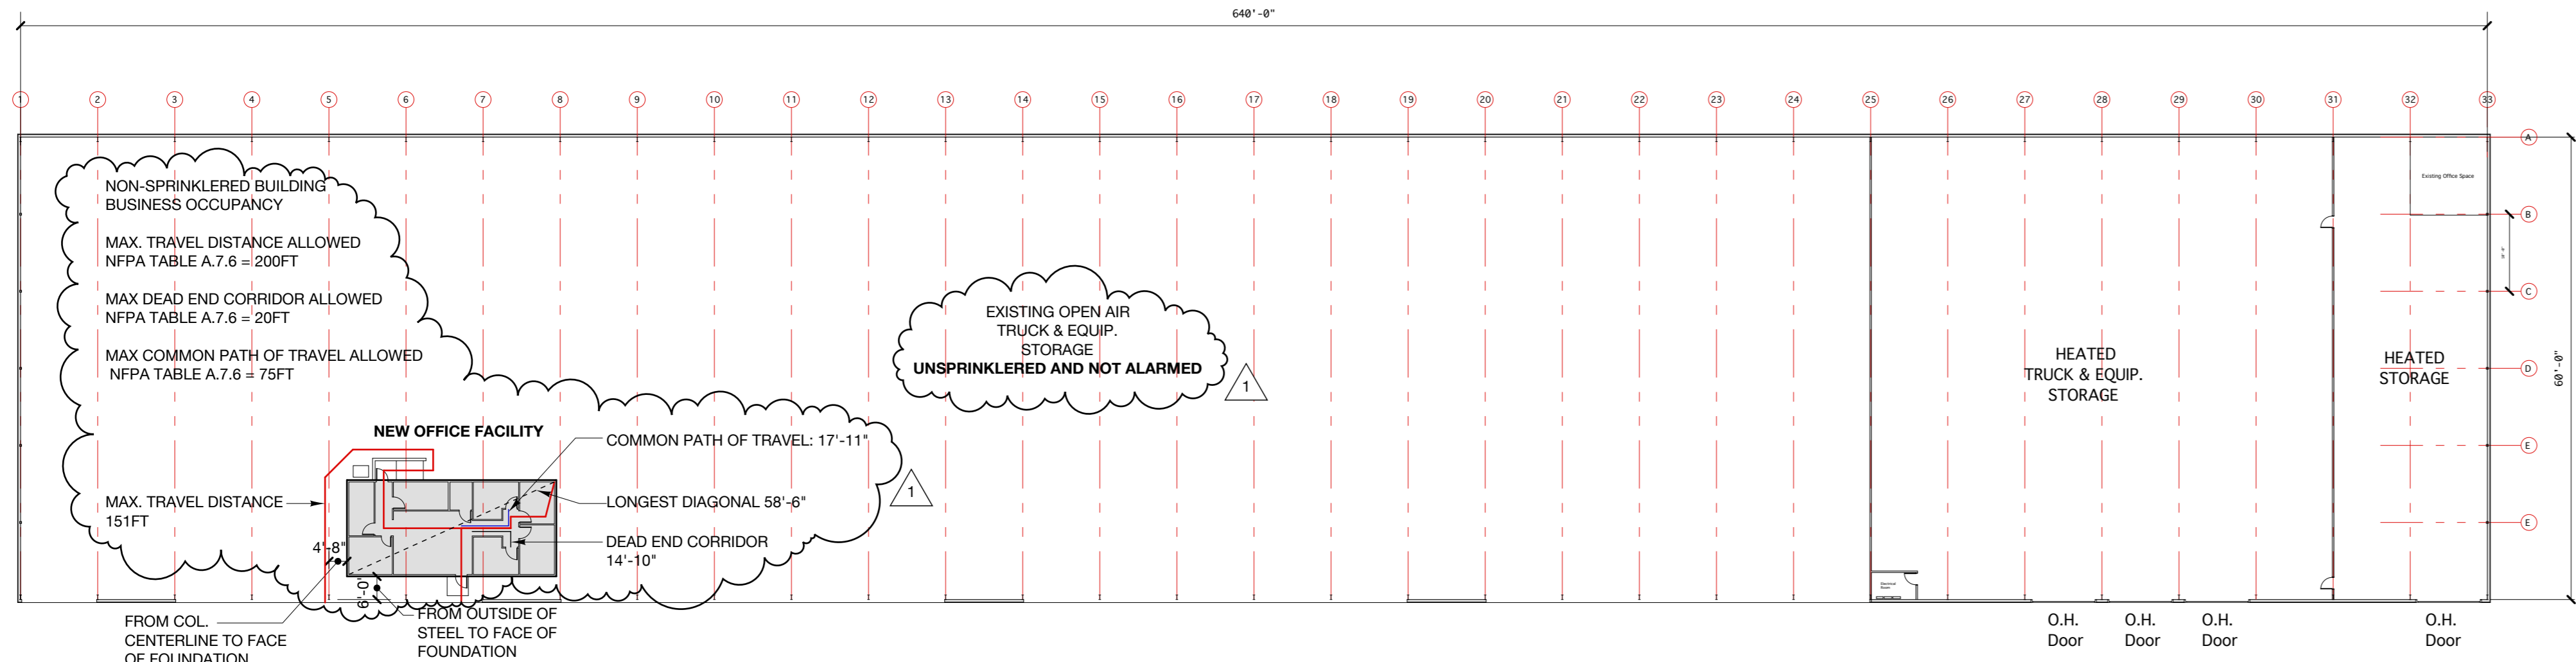 640'-0"
1 2 3 4 5 6 7 8 9 10 11 12 13 14 15 16 17 18 19 20 21 22 23 24 25 26 27 28 29 30 31 32 33
A
B
C
D
E
E
60'-0"
NON-SPRINKLERED BUILDING
BUSINESS OCCUPANCY
MAX. TRAVEL DISTANCE ALLOWED
NFPA TABLE A.7.6 = 200FT
MAX DEAD END CORRIDOR ALLOWED
NFPA TABLE A.7.6 = 20FT
MAX COMMON PATH OF TRAVEL ALLOWED
NFPA TABLE A.7.6 = 75FT
NEW OFFICE FACILITY
COMMON PATH OF TRAVEL: 17'-11"
MAX. TRAVEL DISTANCE
151FT
LONGEST DIAGONAL 58'-6"
DEAD END CORRIDOR
14'-10"
1
4'-8"
6'-0"
FROM COL.
CENTERLINE TO FACE
OF FOUNDATION
FROM OUTSIDE OF
STEEL TO FACE OF
FOUNDATION
EXISTING OPEN AIR
TRUCK & EQUIP.
STORAGE
UNSPRINKLERED AND NOT ALARMED
1
HEATED
TRUCK & EQUIP.
STORAGE
HEATED
STORAGE
Existing Office Space
Electrical
Room
O.H.
Door
O.H.
Door
O.H.
Door
O.H.
Door